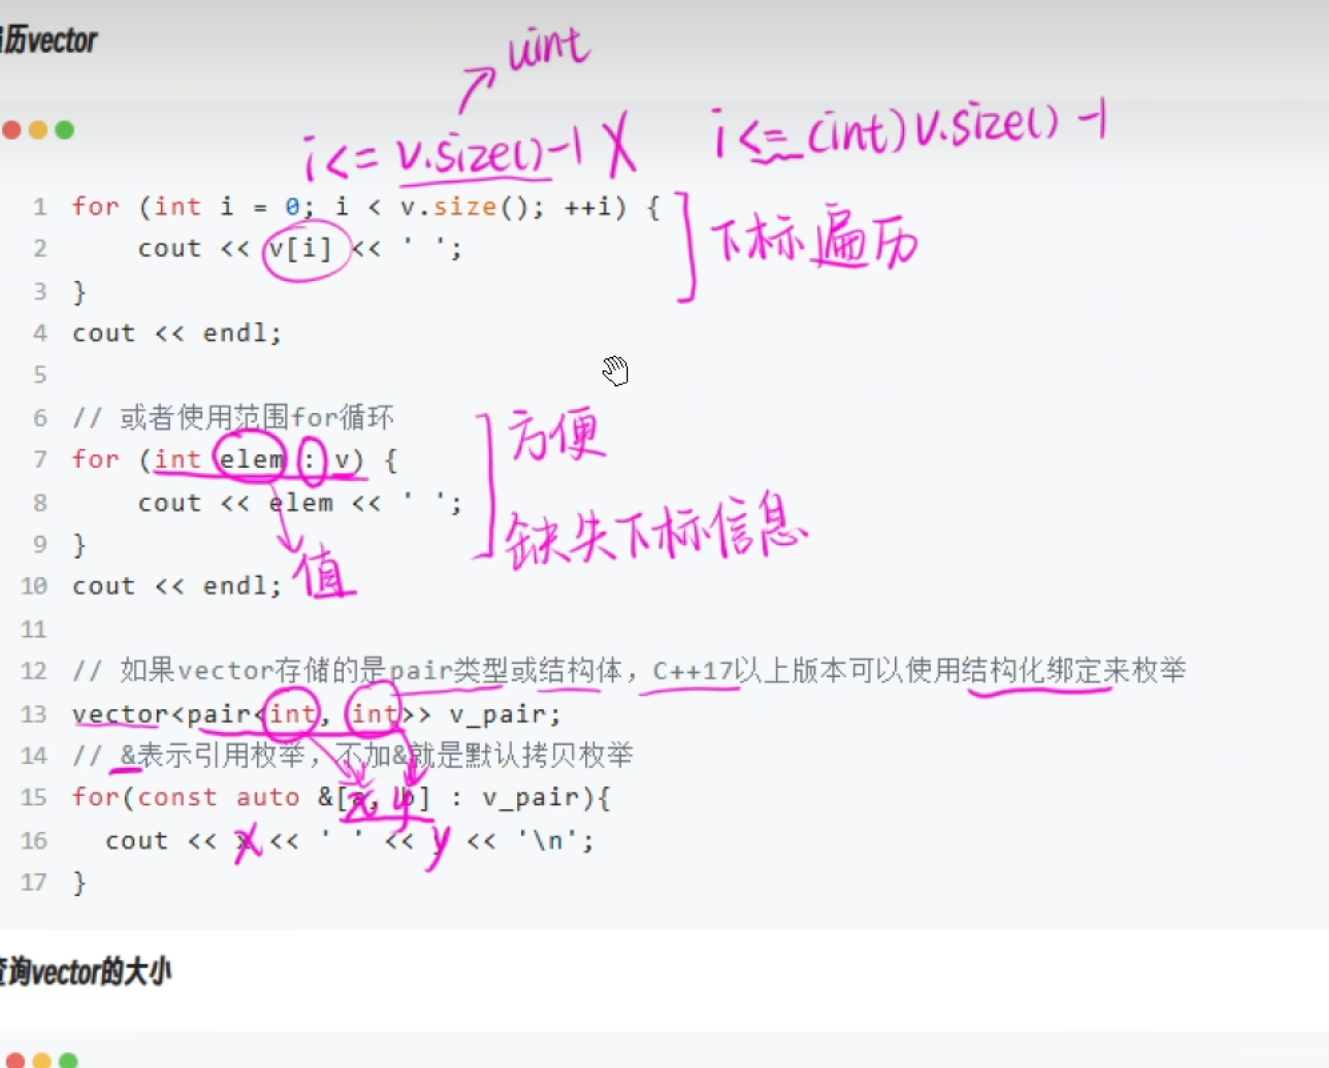 历vector
uint
i<= v.size()-1 X i<= (int)v.size()-1
1 for (int i = 0; i < v.size(); ++i) {
2 cout << v[i] << ' ';
下标遍历
3 }
4 cout << endl;
5
6 // 或者使用范围for循环
方便
7 for (int elem : v) {
8 cout << elem << ' ';
缺失下标信息
9 }
值
10 cout << endl;
11
12 // 如果vector存储的是pair类型或结构体，C++17以上版本可以使用结构化绑定来枚举
13 vector<pair<int, int>> v_pair;
14 // &表示引用枚举，不加&就是默认拷贝枚举
15 for(const auto &[x, y] : v_pair){
16 cout << x << ' ' << y << '\n';
17 }
询vector的大小